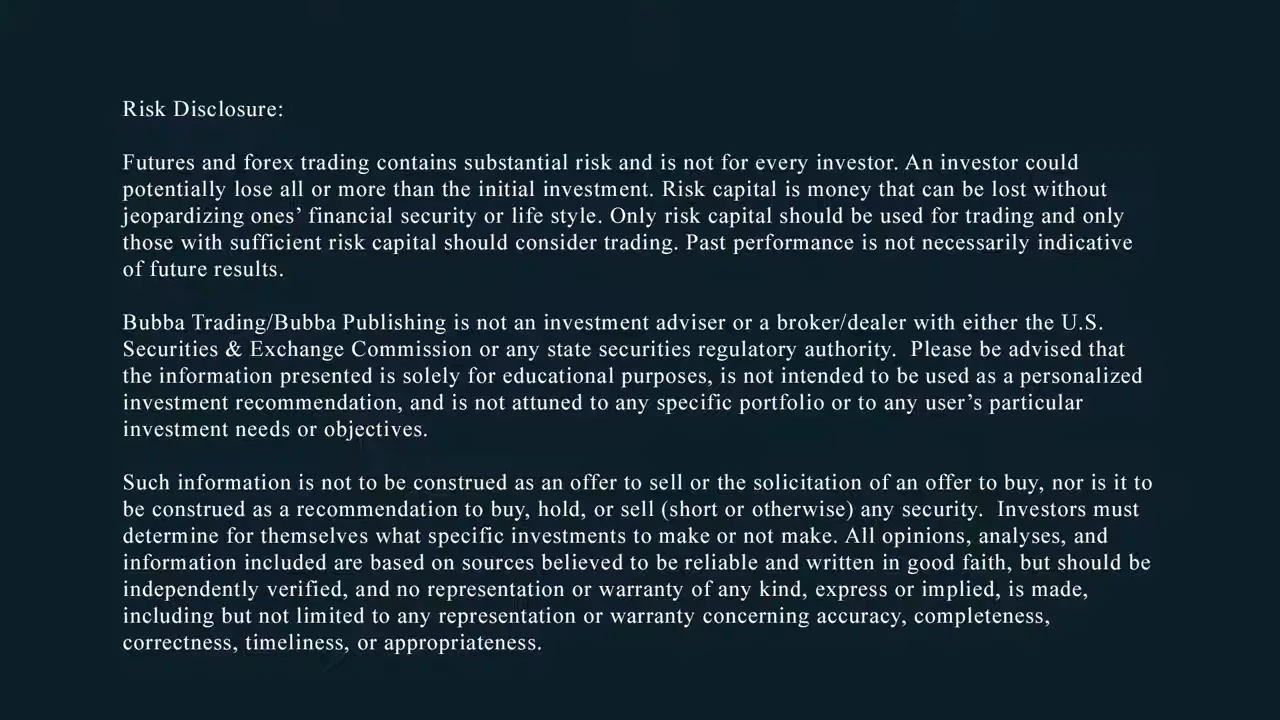 Risk Disclosure:
Futures and forex trading contains substantial risk and is not for every investor. An investor could
potentially lose all or more than the initial investment. Risk capital is money that can be lost without
jeopardizing ones’ financial security or life style. Only risk capital should be used for trading and only
those with sufficient risk capital should consider trading. Past performance is not necessarily indicative
of future results.
Bubba Trading/Bubba Publishing is not an investment adviser or a broker/dealer with either the U.S.
Securities & Exchange Commission or any state securities regulatory authority.  Please be advised that
the information presented is solely for educational purposes, is not intended to be used as a personalized
investment recommendation, and is not attuned to any specific portfolio or to any user’s particular
investment needs or objectives.
Such information is not to be construed as an offer to sell or the solicitation of an offer to buy, nor is it to
be construed as a recommendation to buy, hold, or sell (short or otherwise) any security.  Investors must
determine for themselves what specific investments to make or not make. All opinions, analyses, and
information included are based on sources believed to be reliable and written in good faith, but should be
independently verified, and no representation or warranty of any kind, express or implied, is made,
including but not limited to any representation or warranty concerning accuracy, completeness,
correctness, timeliness, or appropriateness.